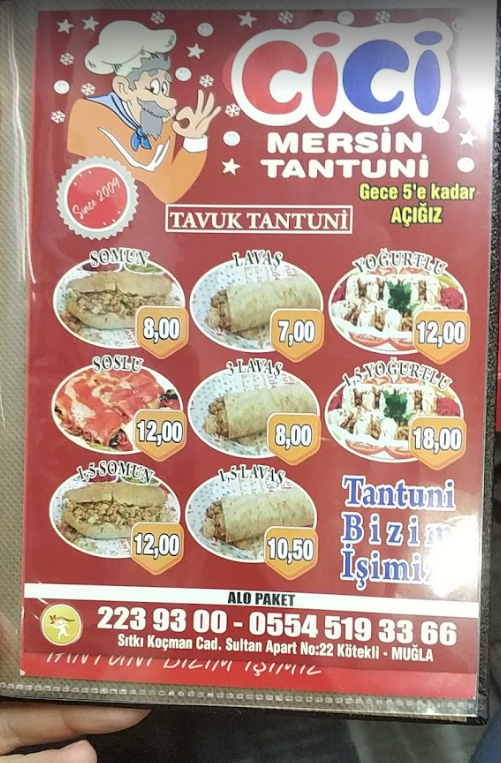 CiCi
MERSİN
TANTUNİ
Gece 5'e kadar
AÇIĞIZ
Since 2009
TAVUK TANTUNİ
SOMUN
8,00
LAVAŞ
7,00
YOĞURTLU
12,00
SOSLU
12,00
3 LAVAŞ
8,00
1,5 YOĞURTLU
18,00
1,5 SOMUN
12,00
1,5 LAVAŞ
10,50
Tantuni
Bizim
İşimiz
ALO PAKET
223 93 00 - 0554 519 33 66
Sıtkı Koçman Cad. Sultan Apart No:22 Kötekli - MUĞLA
TANTUNİ BİZİM İŞİMİZ